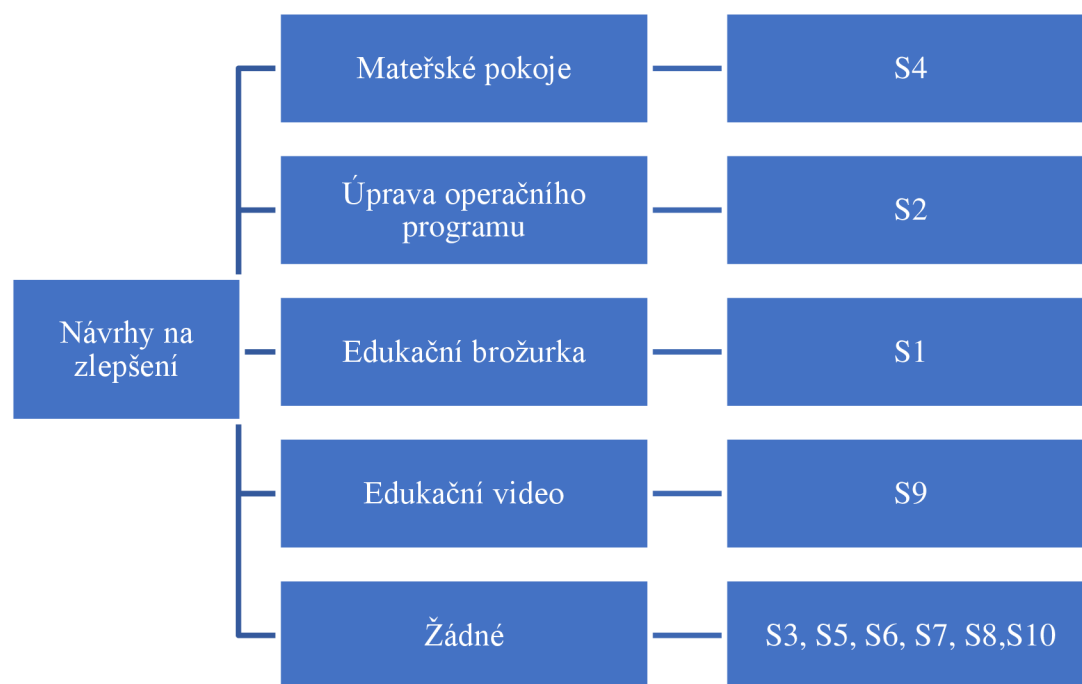 Návrhy na
zlepšení
Mateřské pokoje
S4
Úprava operačního
programu
S2
Edukační brožurka
S1
Edukační video
S9
Žádné
S3, S5, S6, S7, S8,S10